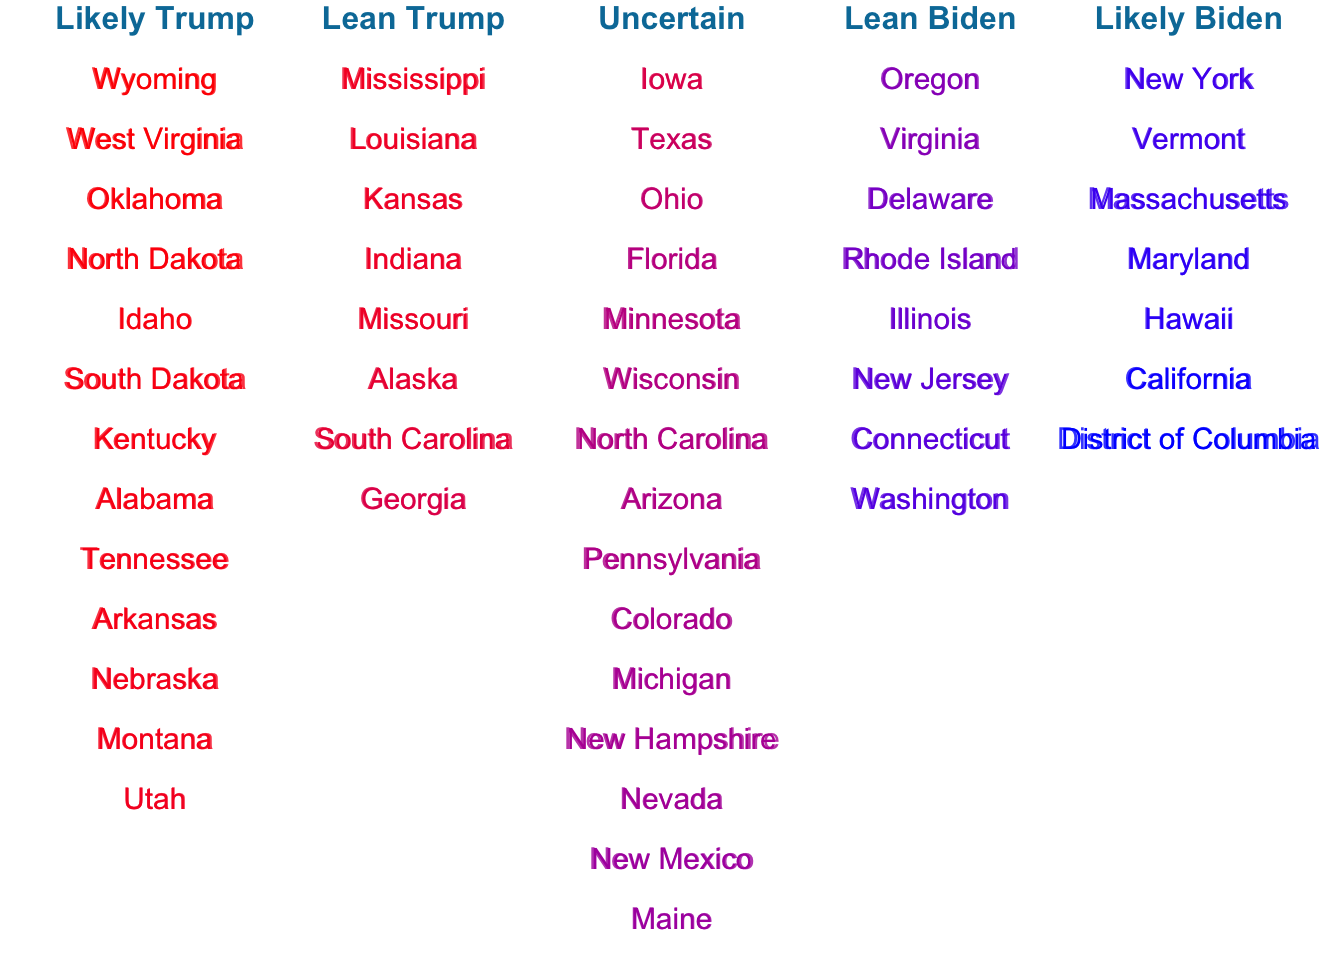 Likely Trump Lean Trump Uncertain Lean Biden Likely Biden
Wyoming Mississippi Iowa Oregon New York
West Virginia Louisiana Texas Virginia Vermont
Oklahoma Kansas Ohio Delaware Massachusetts
North Dakota Indiana Florida Rhode Island Maryland
Idaho Missouri Minnesota Illinois Hawaii
South Dakota Alaska Wisconsin New Jersey California
Kentucky South Carolina North Carolina Connecticut District of Columbia
Alabama Georgia Arizona Washington
Tennessee Pennsylvania
Arkansas Colorado
Nebraska Michigan
Montana New Hampshire
Utah Nevada
New Mexico
Maine